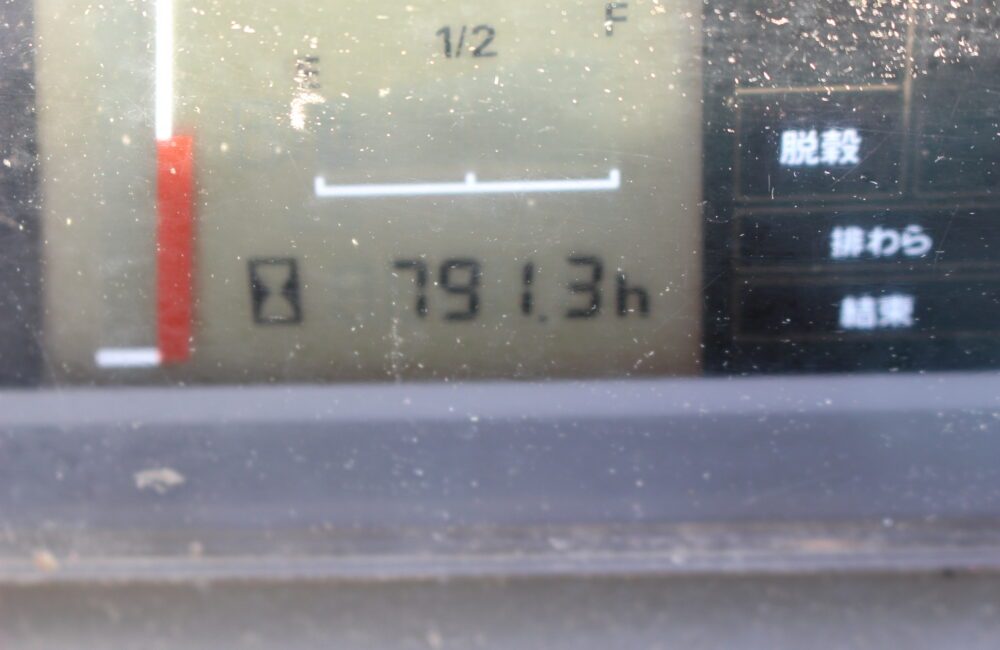 E 1/2 F
791.3h
脱穀
排わら
結束